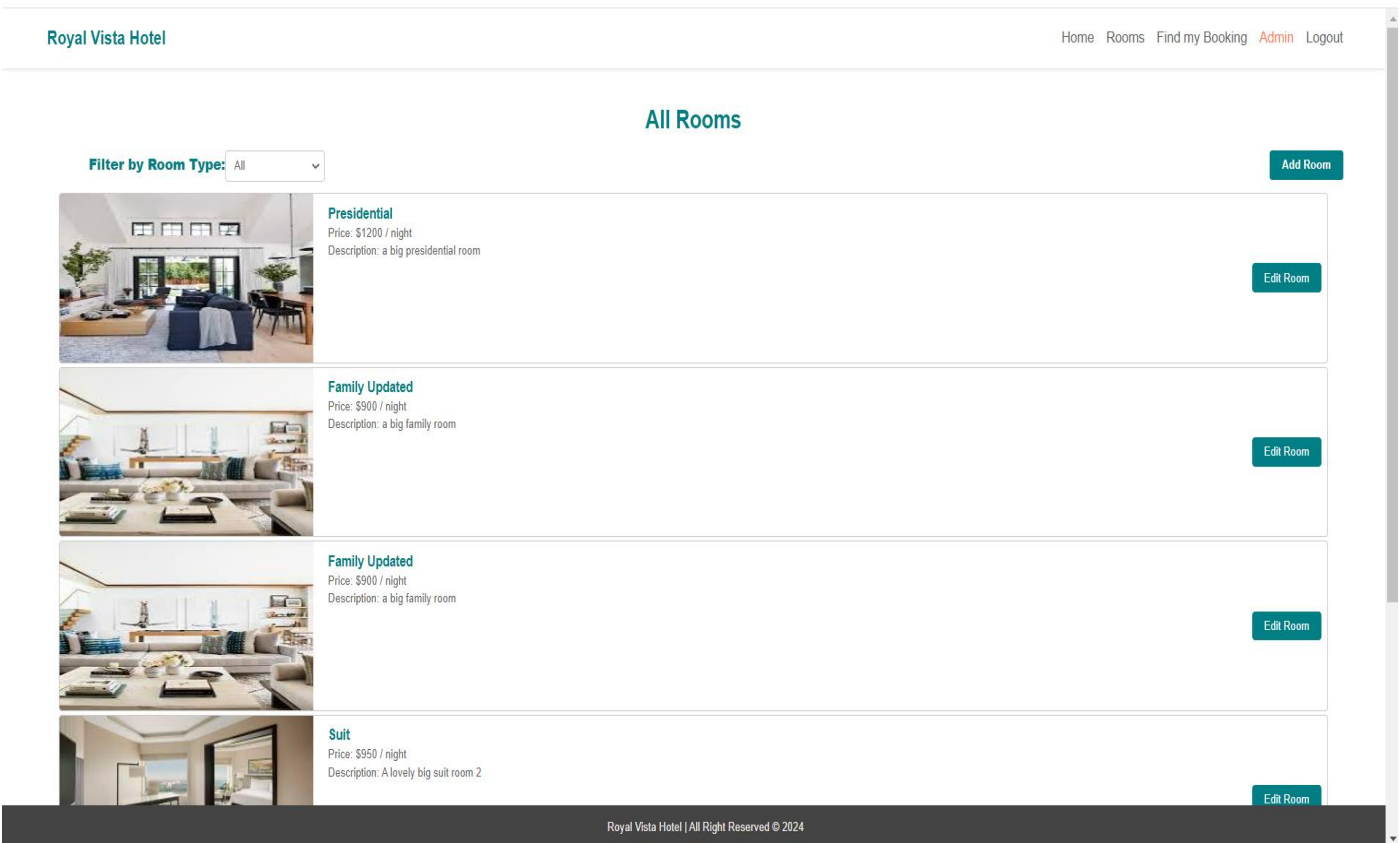 Royal Vista Hotel
Home Rooms Find my Booking Admin Logout
All Rooms
Filter by Room Type: All
Add Room
Presidential
Price: $1200 / night
Description: a big presidential room
Edit Room
Family Updated
Price: $900 / night
Description: a big family room
Edit Room
Family Updated
Price: $900 / night
Description: a big family room
Edit Room
Suit
Price: $950 / night
Description: A lovely big suit room 2
Edit Room
Royal Vista Hotel | All Right Reserved © 2024